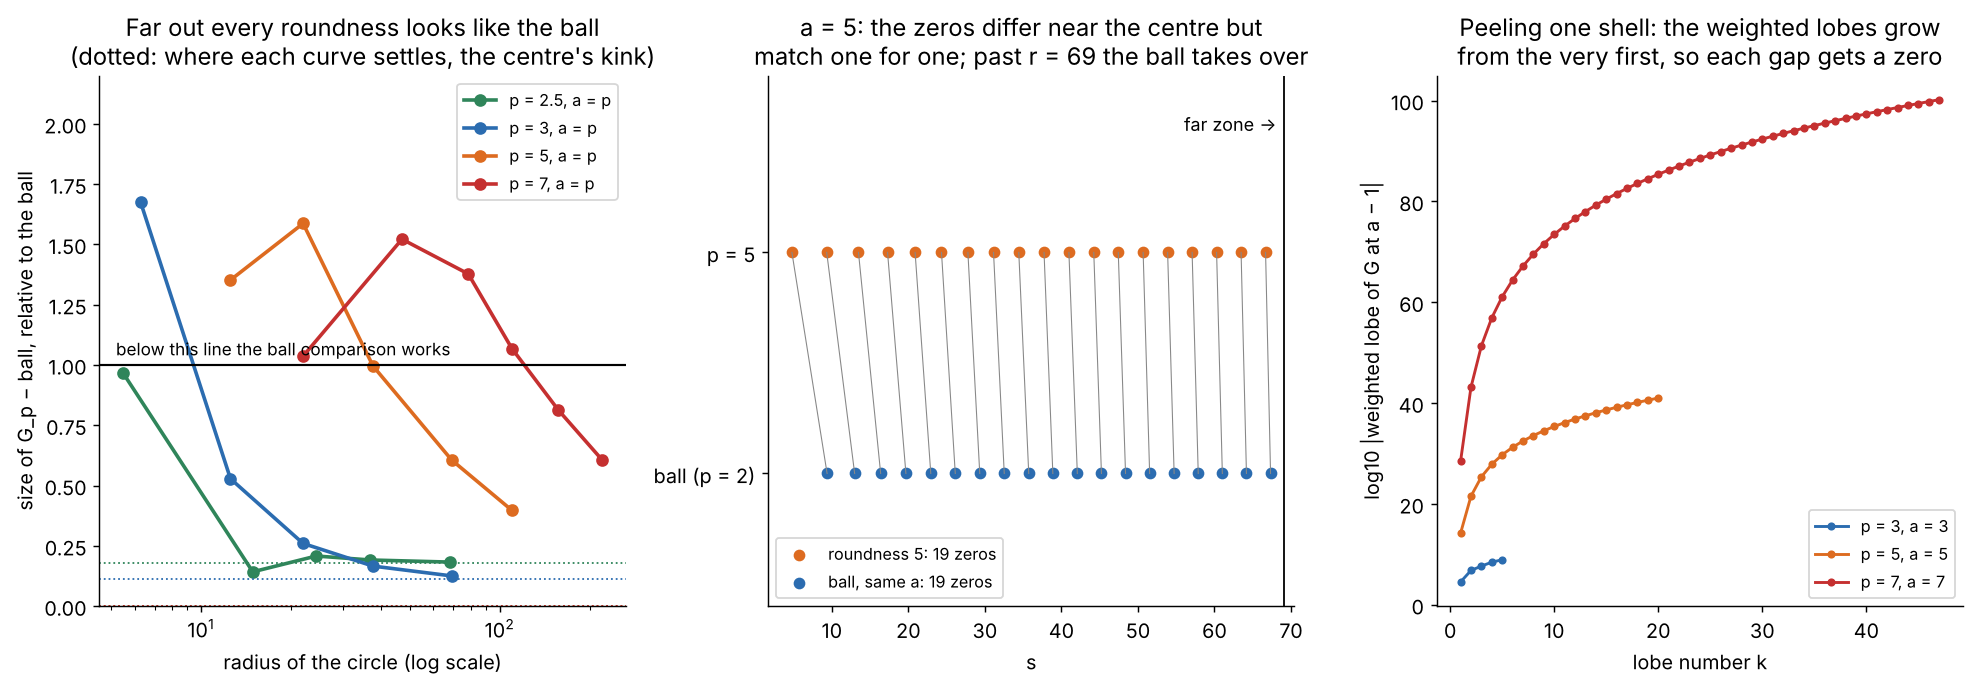 Far out every roundness looks like the ball
(dotted: where each curve settles, the centre's kink)
size of G_p − ball, relative to the ball
2.00
1.75
1.50
1.25
1.00
0.75
0.50
0.25
0.00
p = 2.5, a = p
p = 3, a = p
p = 5, a = p
p = 7, a = p
below this line the ball comparison works
10¹
10²
radius of the circle (log scale)
a = 5: the zeros differ near the centre but
match one for one; past r = 69 the ball takes over
far zone →
p = 5
ball (p = 2)
roundness 5: 19 zeros
ball, same a: 19 zeros
10
20
30
40
50
60
70
s
Peeling one shell: the weighted lobes grow
from the very first, so each gap gets a zero
log10 |weighted lobe of G at a − 1|
100
80
60
40
20
0
p = 3, a = 3
p = 5, a = 5
p = 7, a = 7
0
10
20
30
40
lobe number k